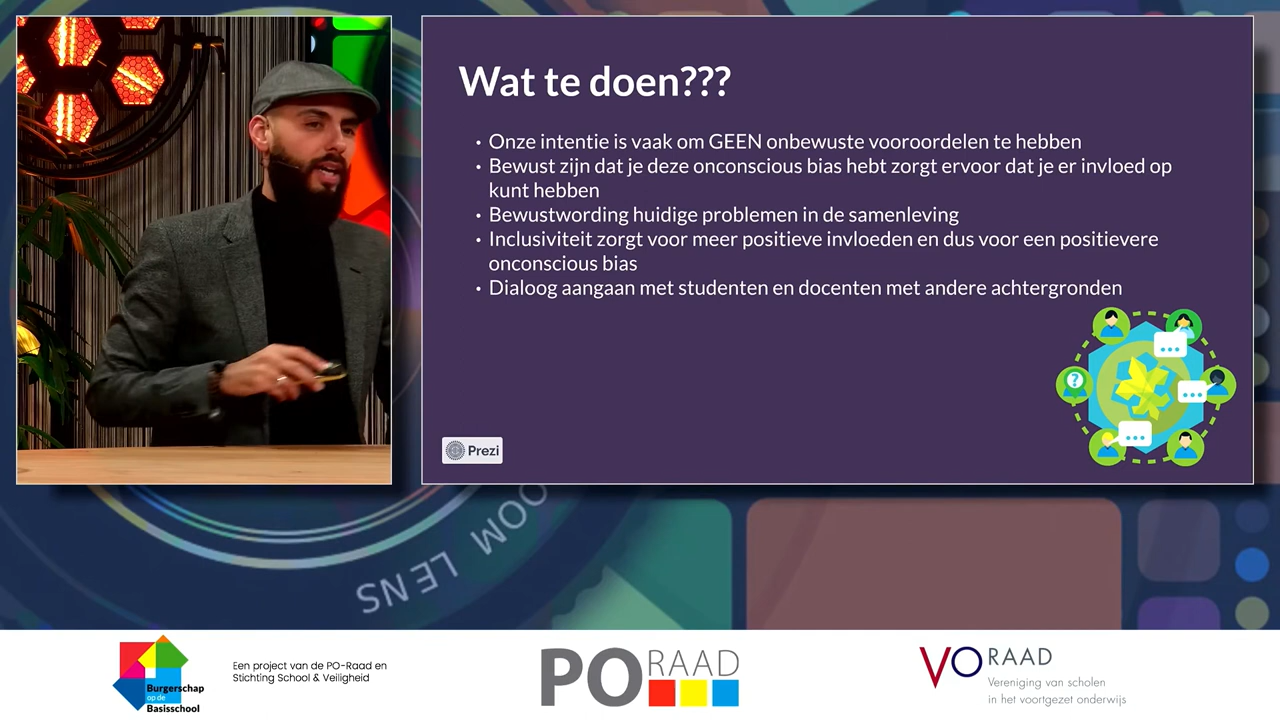 Wat te doen???
• Onze intentie is vaak om GEEN onbewuste vooroordelen te hebben
• Bewust zijn dat je deze onconscious bias hebt zorgt ervoor dat je er invloed op
kunt hebben
• Bewustwording huidige problemen in de samenleving
• Inclusiviteit zorgt voor meer positieve invloeden en dus voor een positievere
onconscious bias
• Dialoog aangaan met studenten en docenten met andere achtergronden
Prezi
ZOOM LENS
Burgerschap
op de
Basisschool
Een project van de PO-Raad en
Stichting School & Veiligheid
PORAAD
VORAAD
Vereniging van scholen
in het voortgezet onderwijs